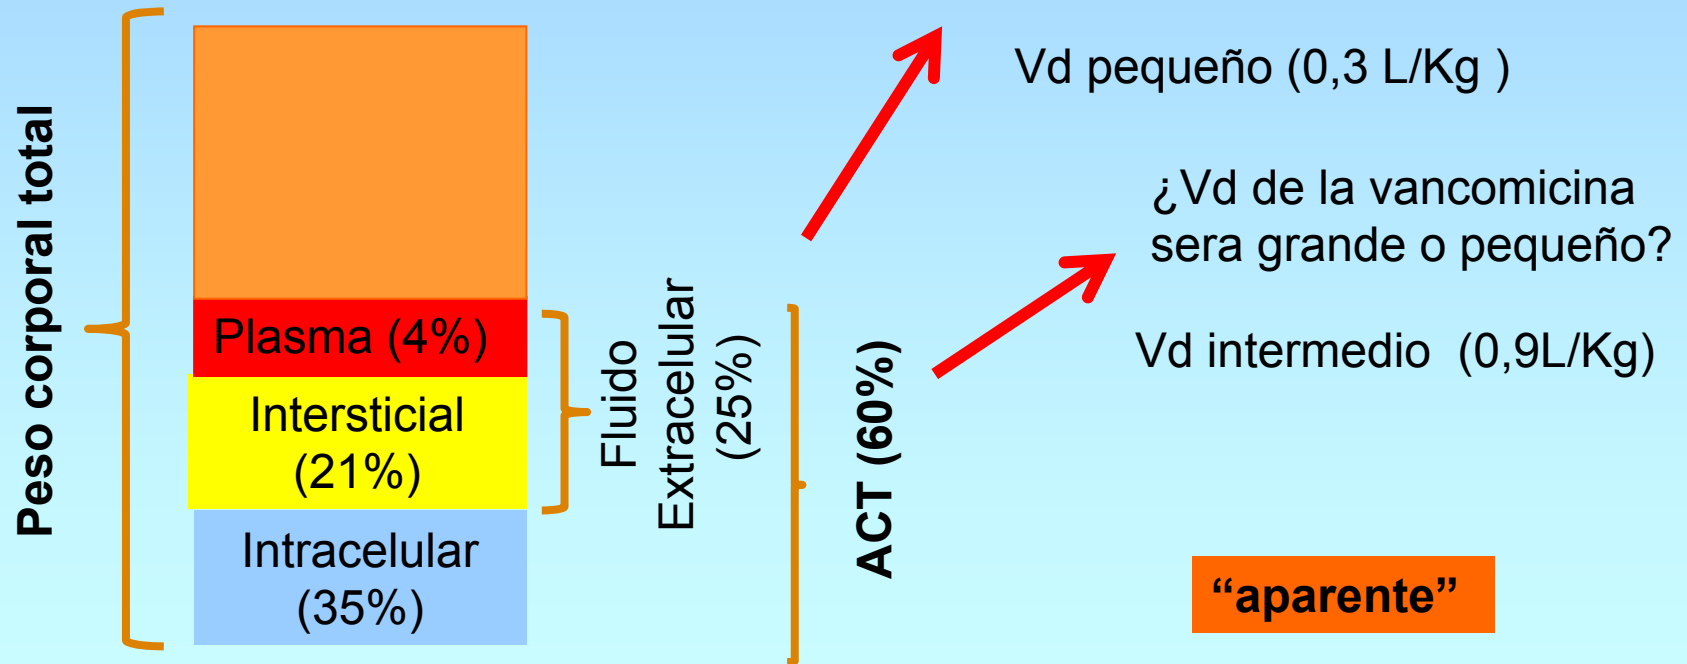 Peso corporal total
Plasma (4%)
Intersticial
(21%)
Intracelular
(35%)
Fluido
Extracelular
(25%)
ACT (60%)
Vd pequeño (0,3 L/Kg )
¿Vd de la vancomicina
sera grande o pequeño?
Vd intermedio (0,9L/Kg)
“aparente”